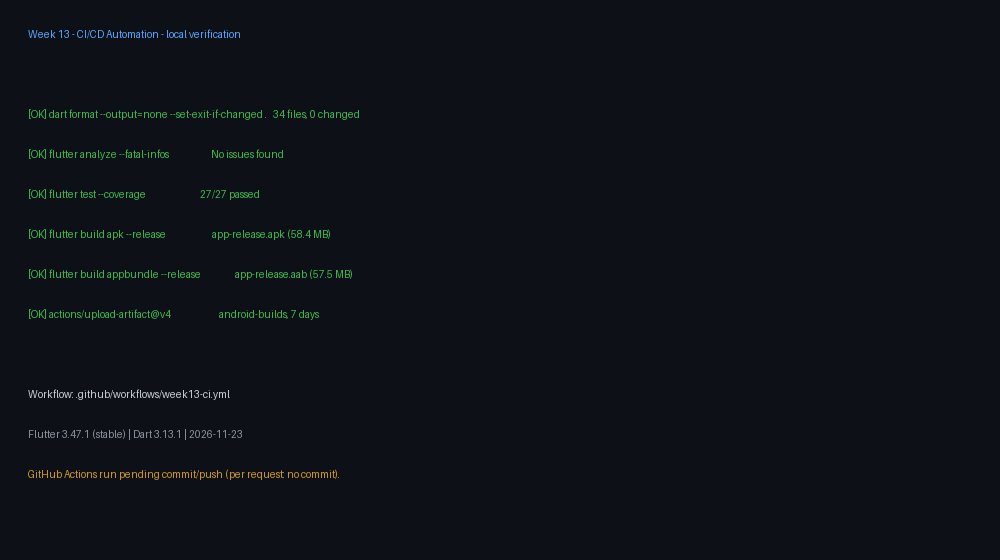 Week 13 - CI/CD Automation - local verification
[OK] dart format --output=none --set-exit-if-changed . 34 files, 0 changed
[OK] flutter analyze --fatal-infos No issues found
[OK] flutter test --coverage 27/27 passed
[OK] flutter build apk --release app-release.apk (58.4 MB)
[OK] flutter build appbundle --release app-release.aab (57.5 MB)
[OK] actions/upload-artifact@v4 android-builds, 7 days
Workflow: .github/workflows/week13-ci.yml
Flutter 3.47.1 (stable) | Dart 3.13.1 | 2026-11-23
GitHub Actions run pending commit/push (per request: no commit).